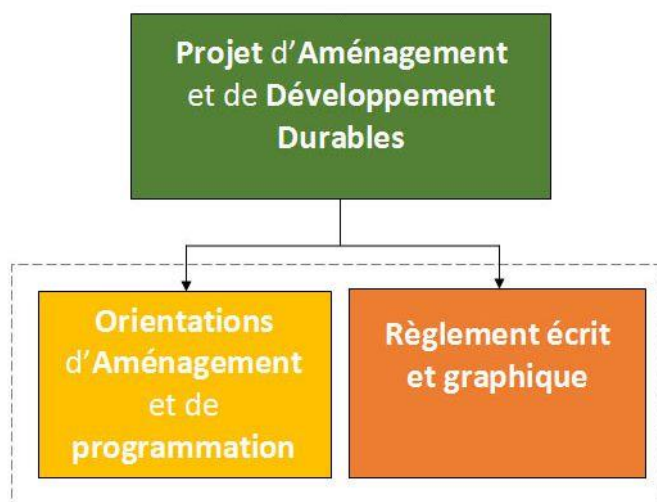 Projet d'Aménagement
et de Développement
Durables
Orientations
d'Aménagement
et de
programmation
Règlement écrit
et graphique